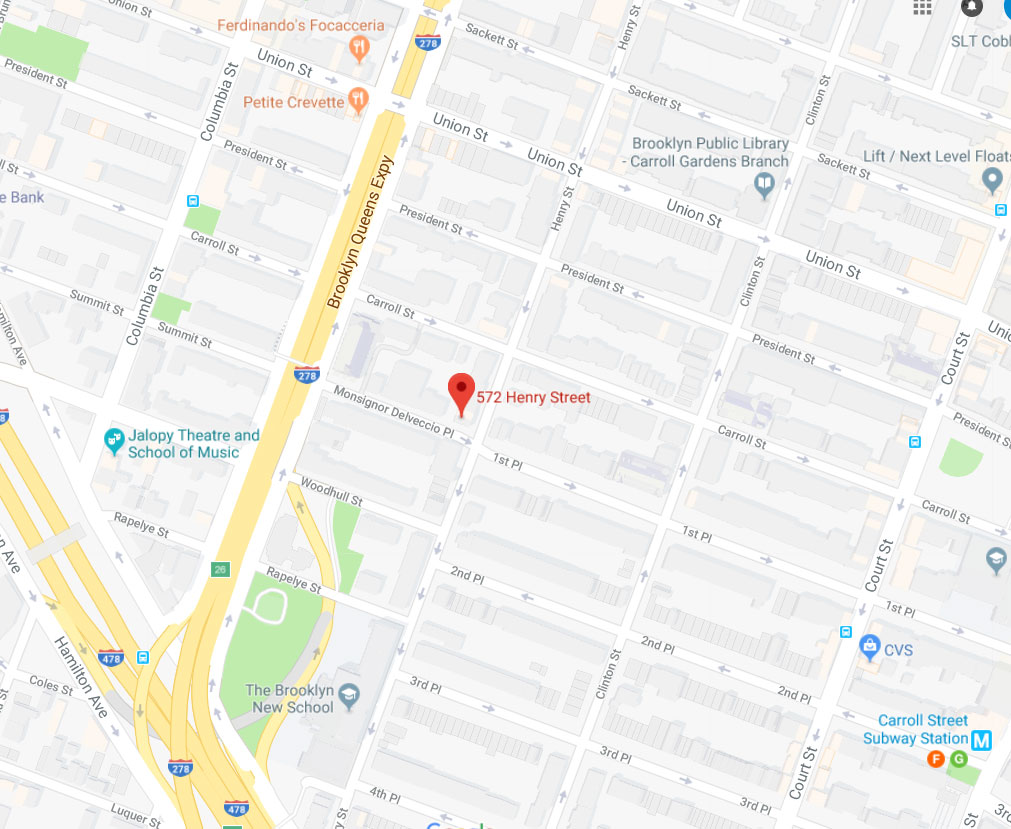 Union St
Ferdinando's Focacceria
278
Sackett St
Henry St
SLT Cobb
President St
Columbia St
Union St
Petite Crevette
Union St
Sackett St
Clinton St
Brooklyn Public Library
- Carroll Gardens Branch
Lift / Next Level Floats
Sackett St
President St
Union St
Brooklyn Queens Expy
e Bank
Henry St
Union St
President St
Carroll St
Union St
Clinton St
President St
Columbia St
Summit St
Carroll St
Summit St
Court St
President St
278
Monsignor Delveccio Pl
572 Henry Street
Jalopy Theatre and
School of Music
Carroll St
President St
1st Pl
Woodhull St
Carroll St
Rapelye St
1st Pl
26
Court St
Rapelye St
2nd Pl
1st Pl
478
Hamilton Ave
2nd Pl
CVS
Clinton St
Coles St
The Brooklyn
New School
3rd Pl
2nd Pl
Carroll Street
Subway Station
M
F
G
3rd Pl
278
Court St
4th Pl
3rd Pl
478
Luquer St